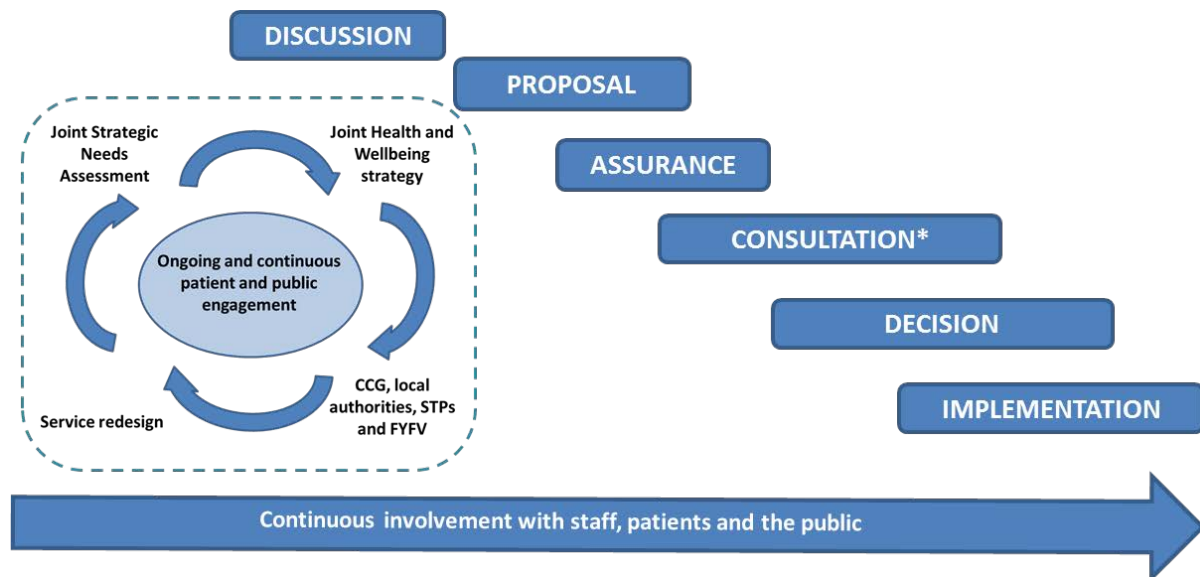 DISCUSSION
PROPOSAL
ASSURANCE
CONSULTATION*
DECISION
IMPLEMENTATION
Joint Strategic
Needs
Assessment
Joint Health and
Wellbeing
strategy
Ongoing and continuous
patient and public
engagement
Service redesign
CCG, local
authorities, STPs
and FYFV
Continuous involvement with staff, patients and the public